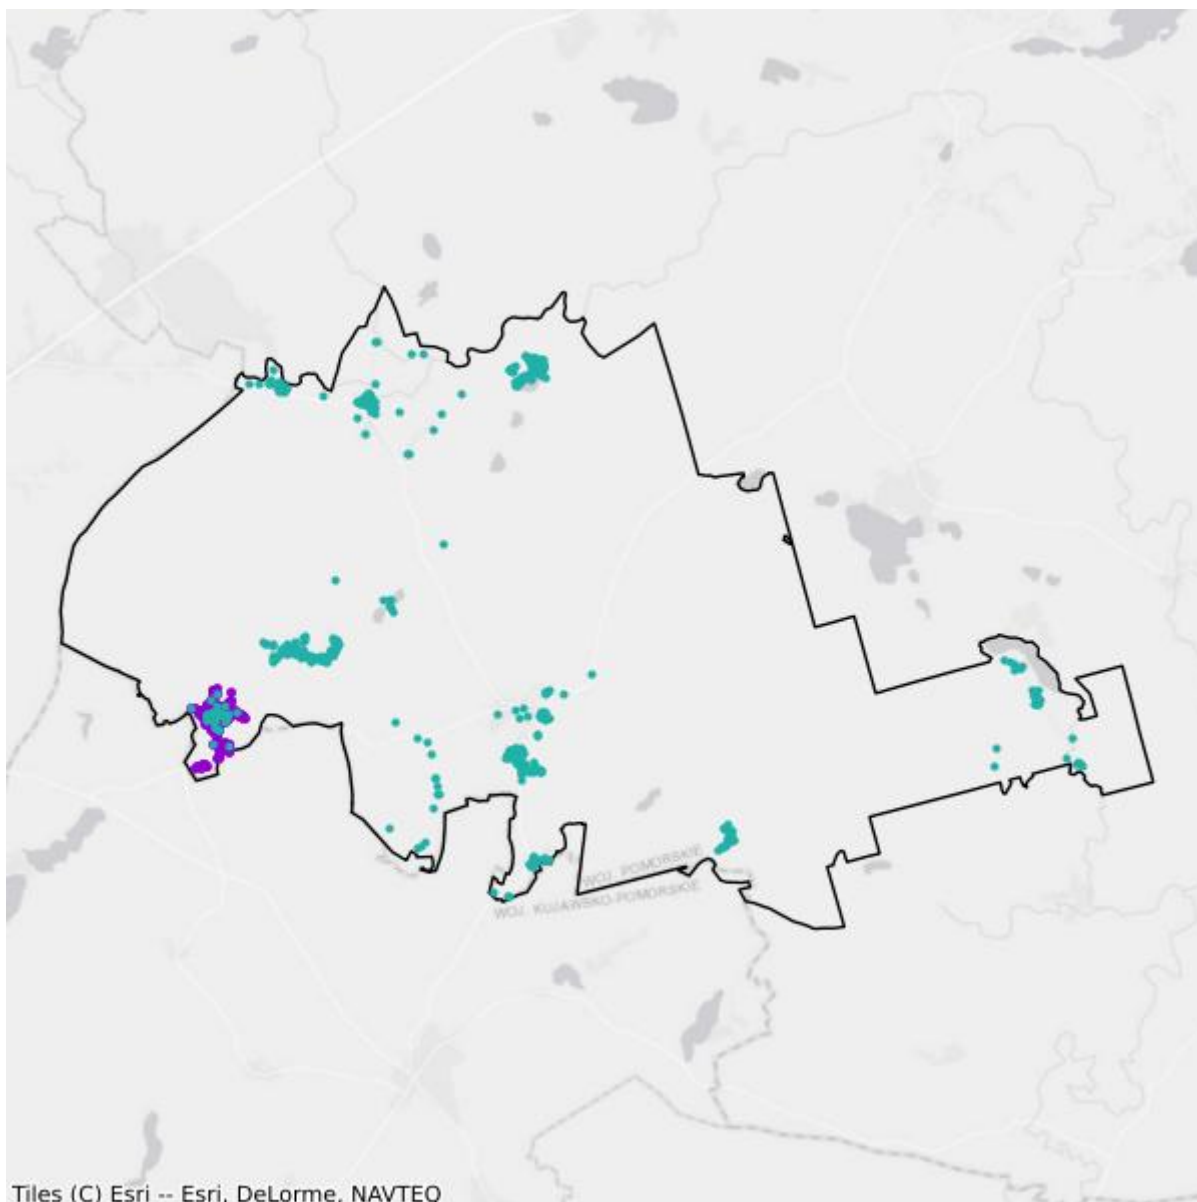 WOJ. POMORSKIE
WOJ. KUJAWSKO-POMORSKIE
Tiles (C) Esri -- Esri, DeLorme, NAVTEQ